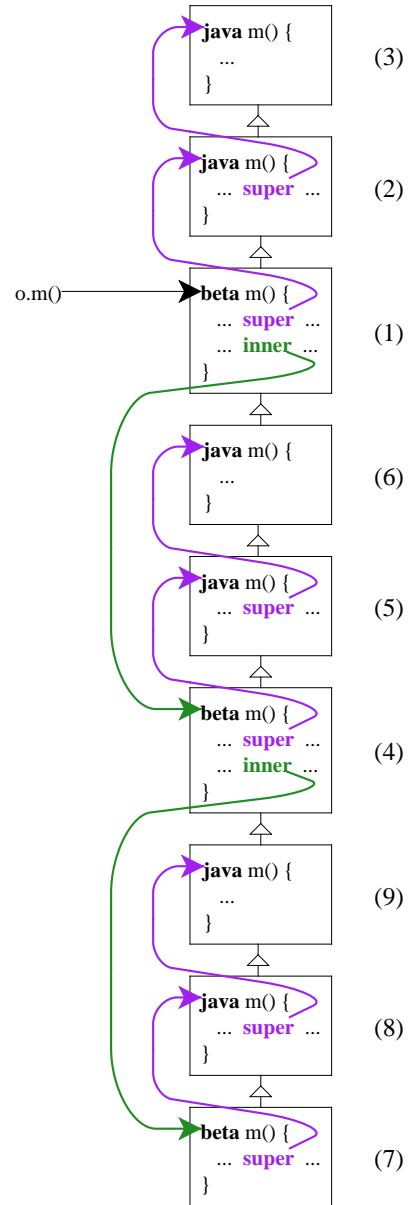 java m() {
...
}
(3)
java m() {
... super ...
}
(2)
o.m()
beta m() {
... super ...
... inner ...
}
(1)
java m() {
...
}
(6)
java m() {
... super ...
}
(5)
beta m() {
... super ...
... inner ...
}
(4)
java m() {
...
}
(9)
java m() {
... super ...
}
(8)
beta m() {
... super ...
}
(7)